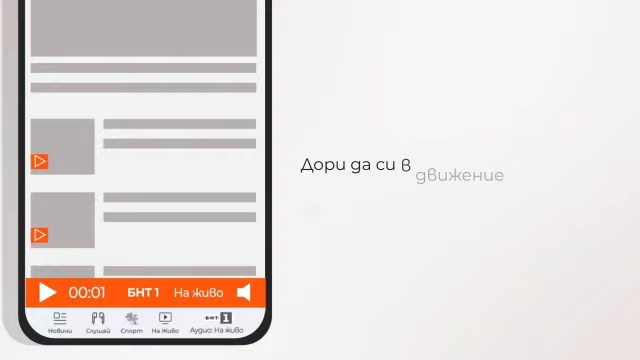 Дори да си в движение
00:01 БНТ 1 На живо
Новини Слушай Спорт На Живо Аудио: На живо
БНТ 1